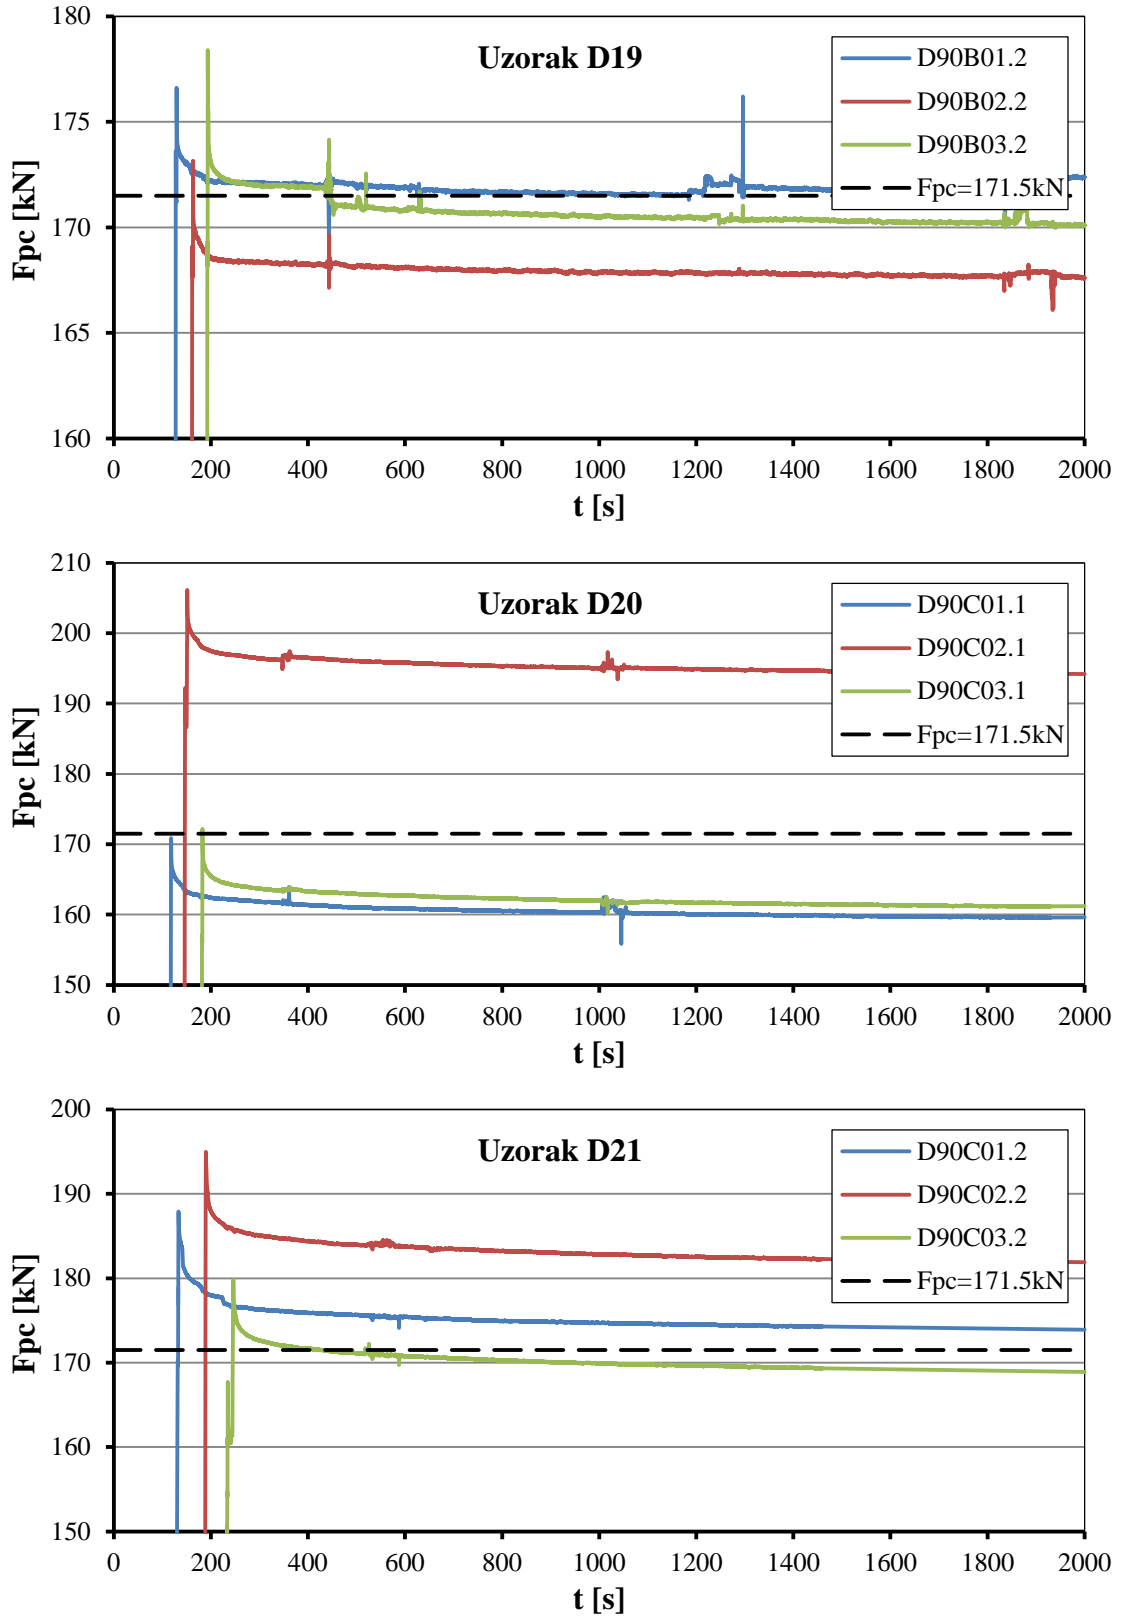 Uzorak D19
Fpc [kN]
180
175
170
165
160
0 200 400 600 800 1000 1200 1400 1600 1800 2000
t [s]
D90B01.2
D90B02.2
D90B03.2
Fpc=171.5kN
Uzorak D20
Fpc [kN]
210
200
190
180
170
160
150
0 200 400 600 800 1000 1200 1400 1600 1800 2000
t [s]
D90C01.1
D90C02.1
D90C03.1
Fpc=171.5kN
Uzorak D21
Fpc [kN]
200
190
180
170
160
150
0 200 400 600 800 1000 1200 1400 1600 1800 2000
t [s]
D90C01.2
D90C02.2
D90C03.2
Fpc=171.5kN